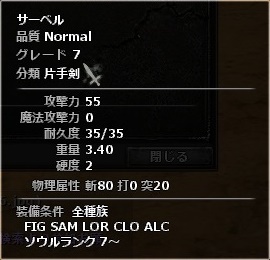 サーベル
品質 Normal
グレード 7
分類 片手剣
攻撃力 55
魔法攻撃力 0
耐久度 35/35
重量 3.40
硬度 2
閉じる
物理属性 斬80 打0 突20
装備条件 全種族
FIG SAM LOR CLO ALC
ソウルランク 7～